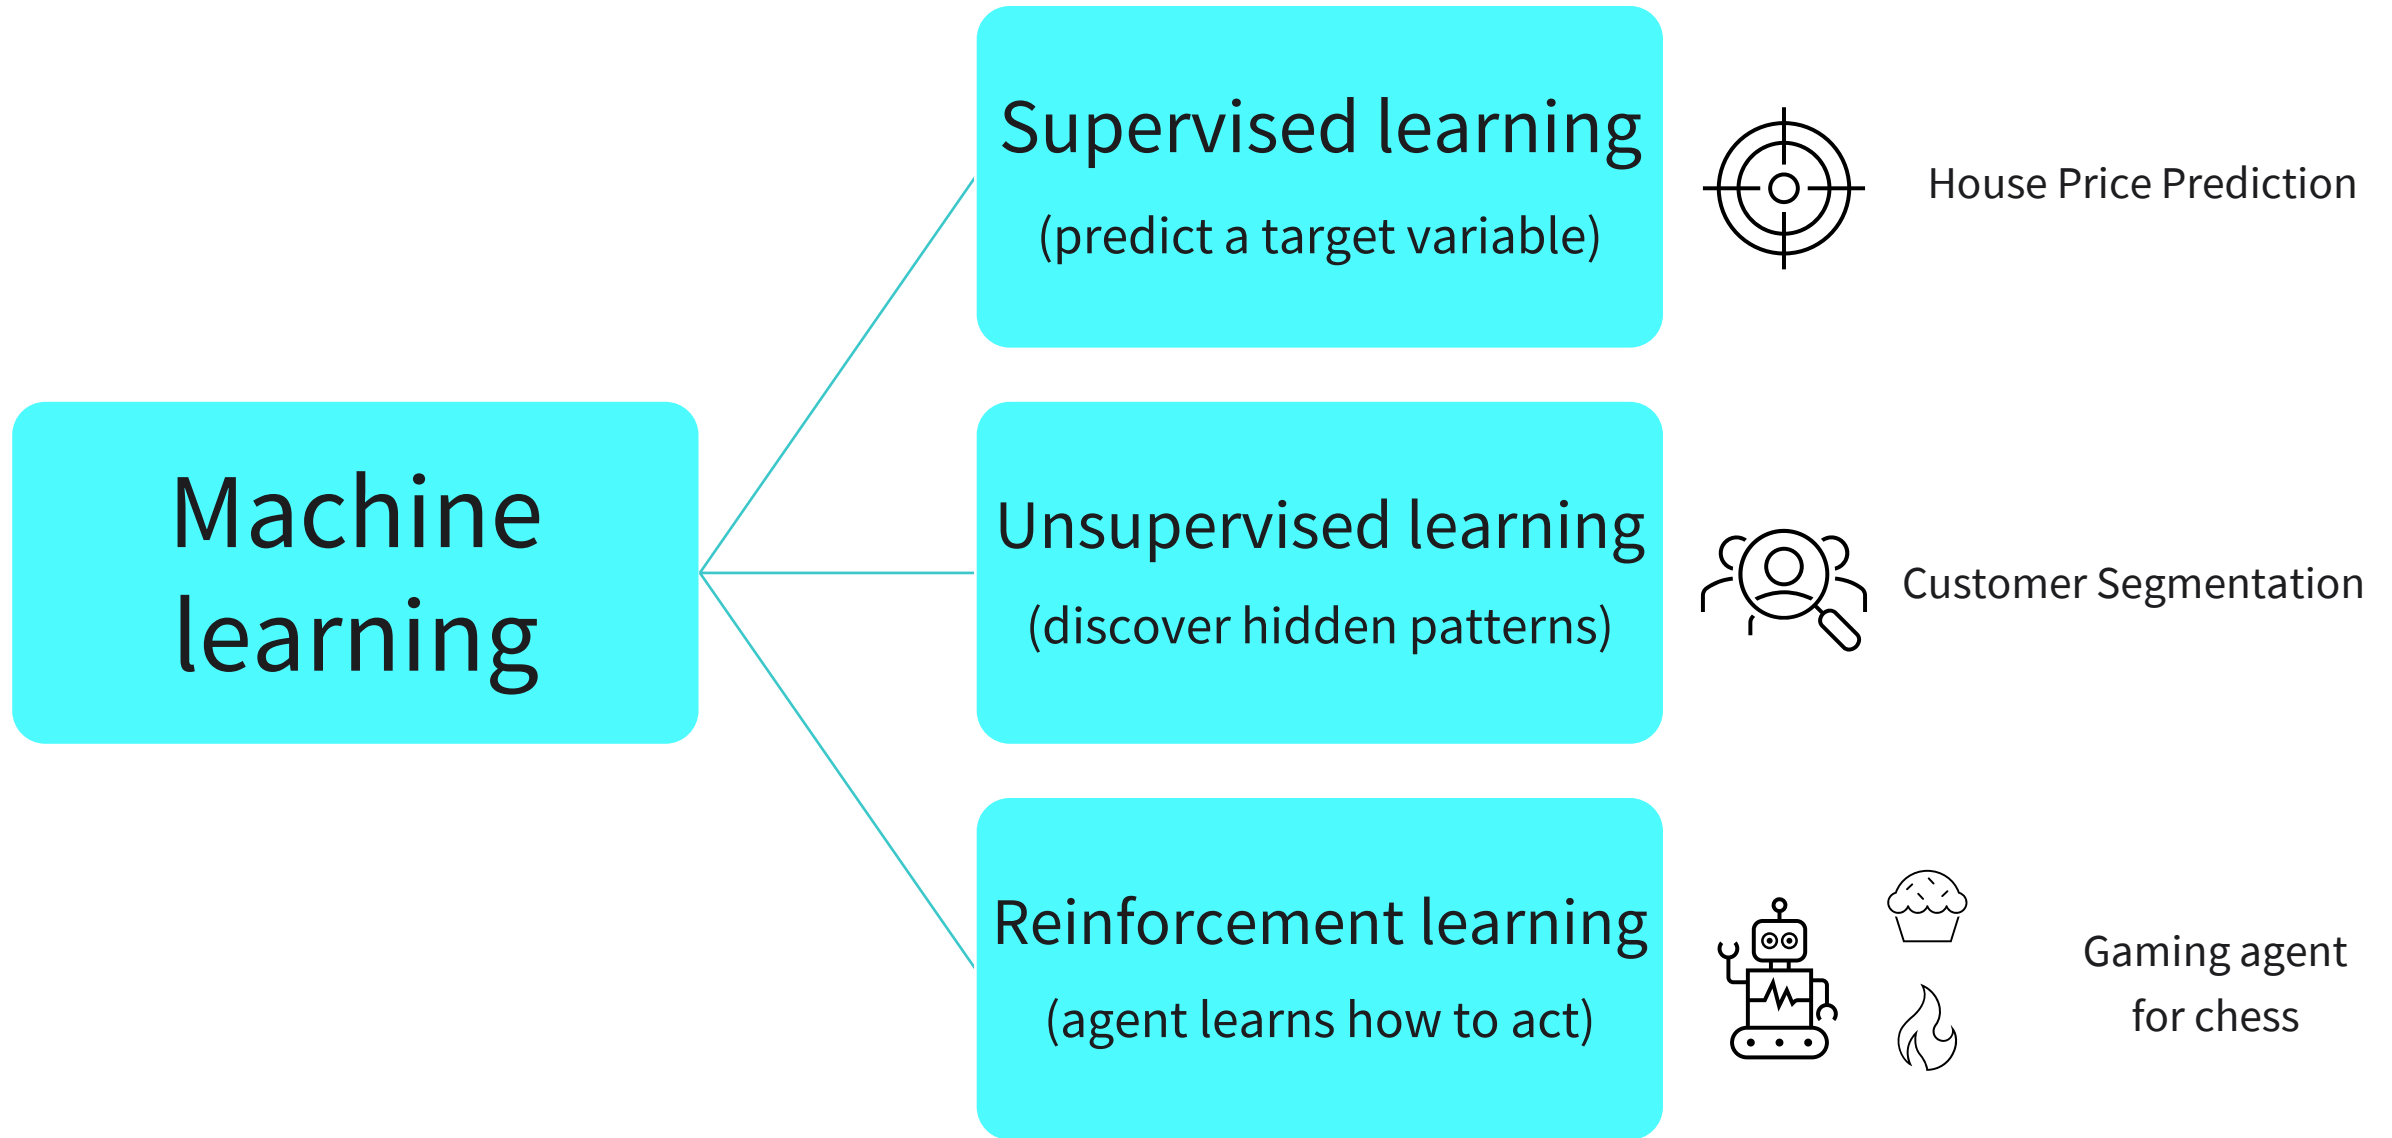 Machine
learning
Supervised learning
(predict a target variable)
House Price Prediction
Unsupervised learning
(discover hidden patterns)
Customer Segmentation
Reinforcement learning
(agent learns how to act)
Gaming agent
for chess